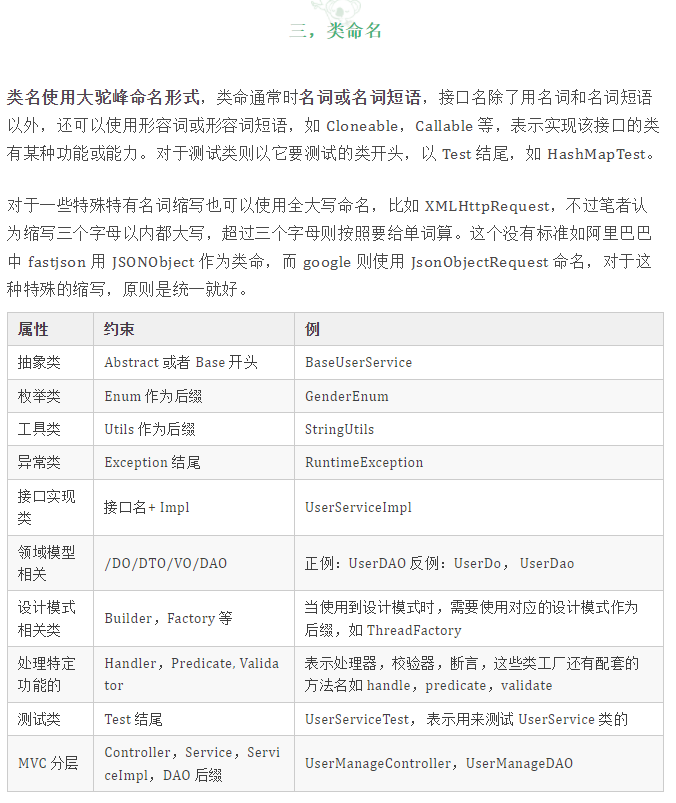 三，类命名
类名使用大驼峰命名形式，类命通常时名词或名词短语，接口名除了用名词和名词短语
以外，还可以使用形容词或形容词短语，如 Cloneable，Callable 等，表示实现该接口的类
有某种功能或能力。对于测试类则以它要测试的类开头，以 Test 结尾，如 HashMapTest。
对于一些特殊特有名词缩写也可以使用全大写命名，比如 XMLHttpRequest，不过笔者认
为缩写三个字母以内都大写，超过三个字母则按照要给单词算。这个没有标准如阿里巴巴
中 fastjson 用 JSONObject 作为类命，而 google 则使用 JsonObjectRequest 命名，对于这
种特殊的缩写，原则是统一就好。
属性 约束 例
抽象类 Abstract 或者 Base 开头 BaseUserService
枚举类 Enum 作为后缀 GenderEnum
工具类 Utils 作为后缀 StringUtils
异常类 Exception 结尾 RuntimeException
接口实现
类
接口名+ Impl
UserServiceImpl
领域模型
相关
/DO/DTO/VO/DAO
正例：UserDAO 反例：UserDo， UserDao
设计模式
相关类
Builder，Factory 等
当使用到设计模式时，需要使用对应的设计模式作为
后缀，如 ThreadFactory
处理特定
功能的
Handler，Predicate, Valida
tor
表示处理器，校验器，断言，这些类工厂还有配套的
方法名如 handle，predicate，validate
测试类 Test 结尾 UserServiceTest， 表示用来测试 UserService 类的
MVC 分层
Controller，Service，Servi
ceImpl，DAO 后缀
UserManageController，UserManageDAO